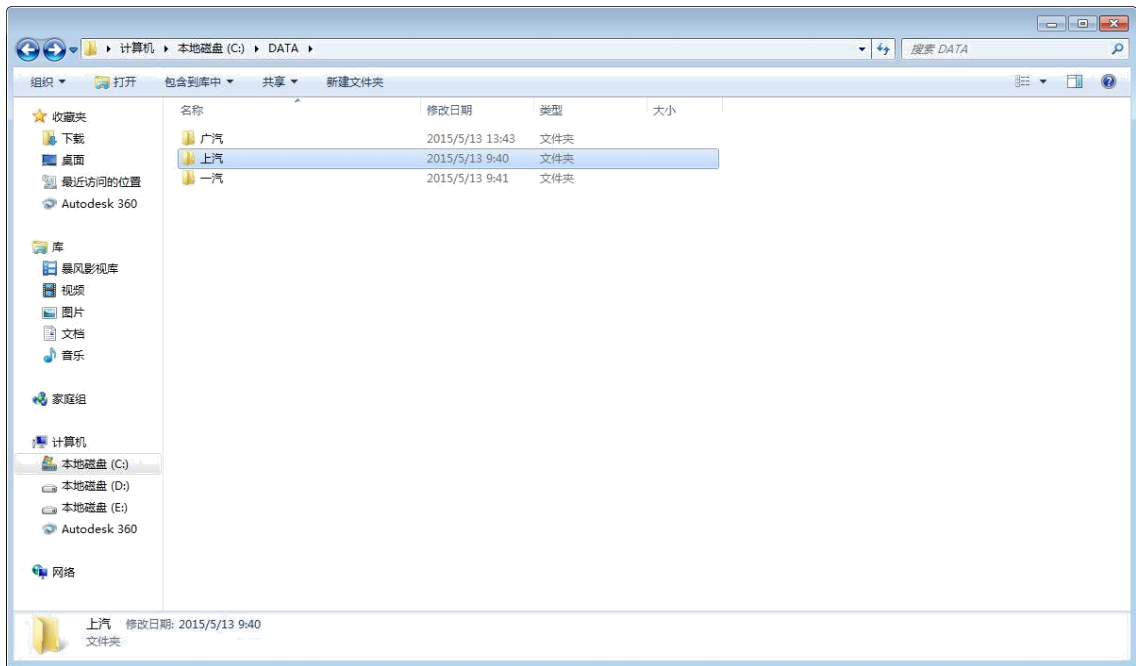 计算机 本地磁盘 (C:) DATA 搜索 DATA
组织 打开 包含到库中 共享 新建文件夹
名称 修改日期 类型 大小
广汽 2015/5/13 13:43 文件夹
上汽 2015/5/13 9:40 文件夹
一汽 2015/5/13 9:41 文件夹
收藏夹
下载
桌面
最近访问的位置
Autodesk 360
库
暴风影视库
视频
图片
文档
音乐
家庭组
计算机
本地磁盘 (C:)
本地磁盘 (D:)
本地磁盘 (E:)
Autodesk 360
网络
上汽 修改日期: 2015/5/13 9:40
文件夹